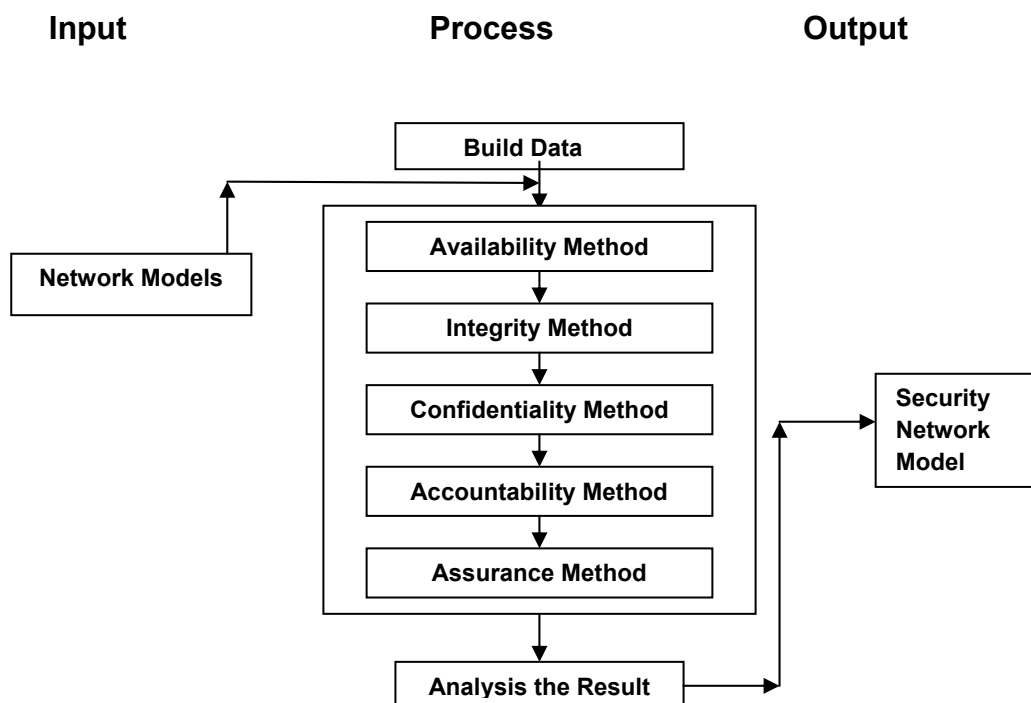 Input Process Output
Build Data
Availability Method
Network Models
Integrity Method
Confidentiality Method
Security
Network
Model
Accountability Method
Assurance Method
Analysis the Result